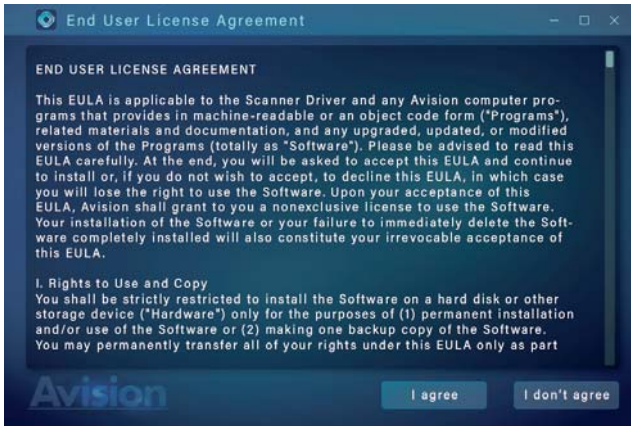 End User License Agreement
END USER LICENSE AGREEMENT
This EULA is applicable to the Scanner Driver and any Avision computer pro-
grams that provides in machine-readable or an object code form ("Programs"),
related materials and documentation, and any upgraded, updated, or modified
versions of the Programs (totally as "Software"). Please be advised to read this
EULA carefully. At the end, you will be asked to accept this EULA and continue
to install or, if you do not wish to accept, to decline this EULA, in which case
you will lose the right to use the Software. Upon your acceptance of this
EULA, Avision shall grant to you a nonexclusive license to use the Software.
Your installation of the Software or your failure to immediately delete the Soft-
ware completely installed will also constitute your irrevocable acceptance of
this EULA.
I. Rights to Use and Copy
You shall be strictly restricted to install the Software on a hard disk or other
storage device ("Hardware") only for the purposes of (1) permanent installation
and/or use of the Software or (2) making one backup copy of the Software.
You may permanently transfer all of your rights under this EULA only as part
Avision
I agree
I don't agree